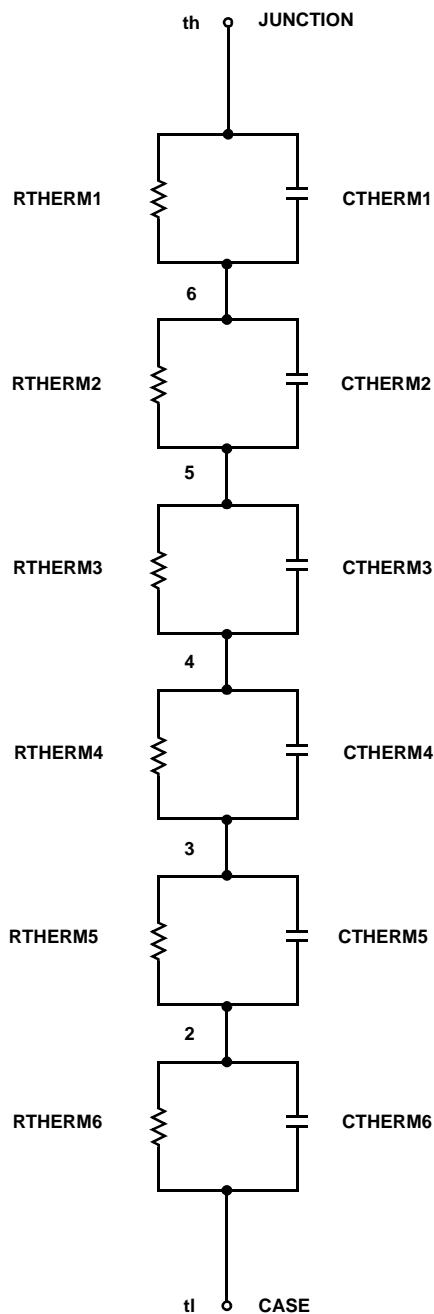 th JUNCTION
RTHERM1 CTHERM1
6
RTHERM2 CTHERM2
5
RTHERM3 CTHERM3
4
RTHERM4 CTHERM4
3
RTHERM5 CTHERM5
2
RTHERM6 CTHERM6
tl CASE